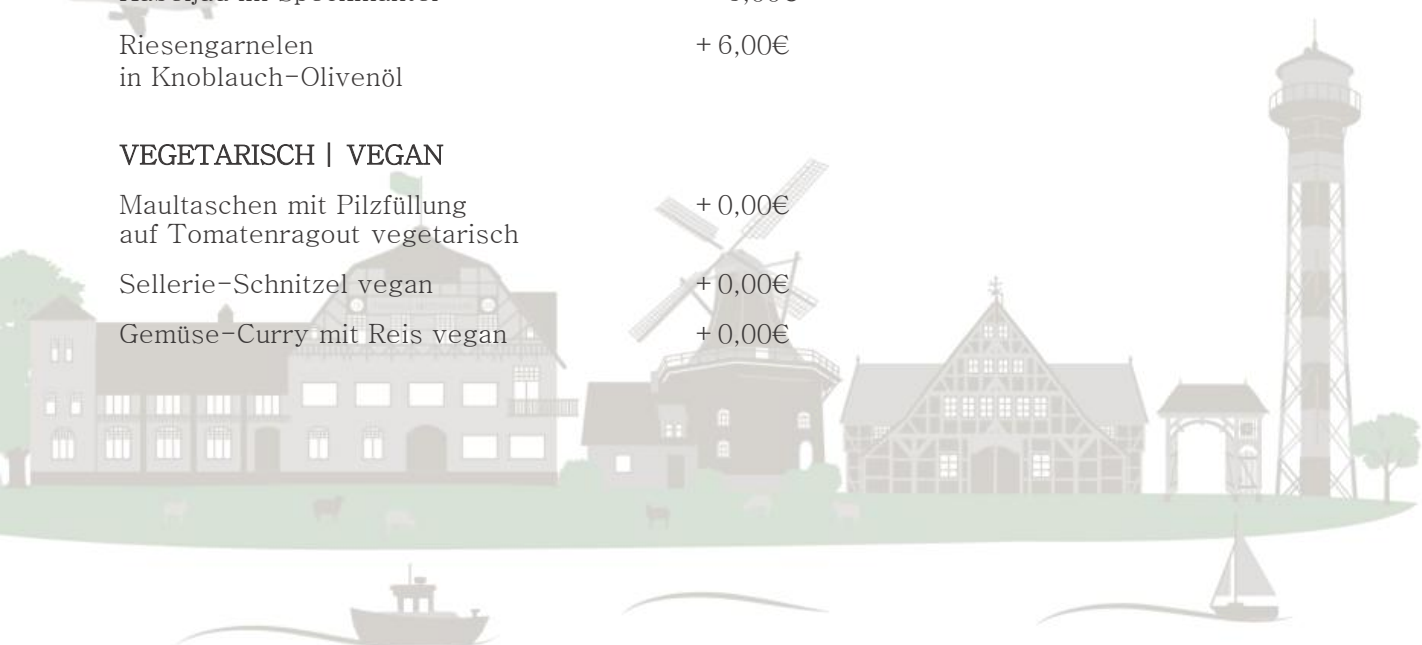 Riesengarnelen + 6,00€
in Knoblauch-Olivenöl
VEGETARISCH | VEGAN
Maultaschen mit Pilzfüllung + 0,00€
auf Tomatenragout vegetarisch
Sellerie-Schnitzel vegan + 0,00€
Gemüse-Curry mit Reis vegan + 0,00€